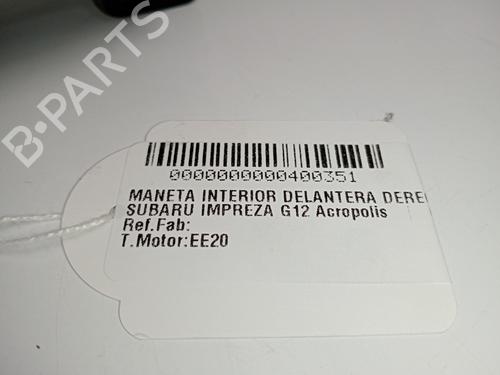 B-PARTS
0000000000400351
MANETA INTERIOR DELANTERA DERE
SUBARU IMPREZA G12 Acropolis
Ref.Fab:
T.Motor:EE20